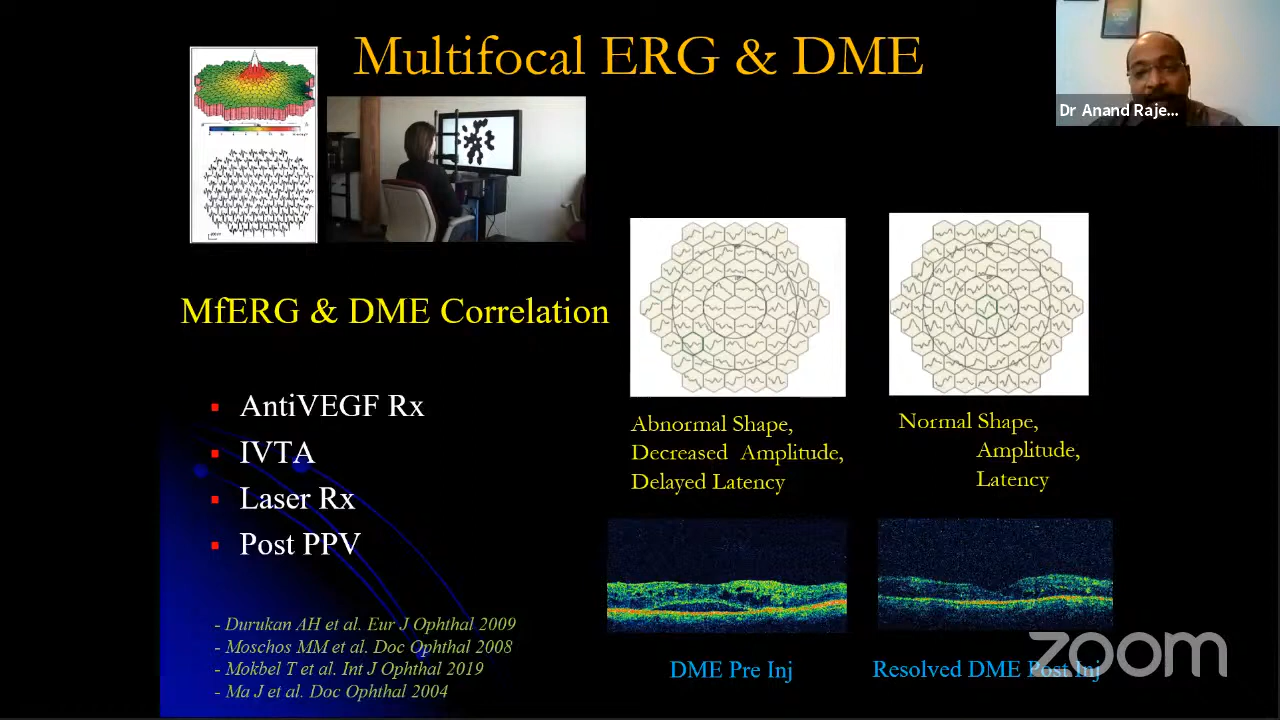 Multifocal ERG & DME
Dr Anand Raje...
MfERG & DME Correlation
AntiVEGF Rx
IVTA
Laser Rx
Post PPV
- Durukan AH et al. Eur J Ophthal 2009
- Moschos MM et al. Doc Ophthal 2008
- Mokbel T et al. Int J Ophthal 2019
- Ma J et al. Doc Ophthal 2004
Abnormal Shape,
Decreased Amplitude,
Delayed Latency
Normal Shape,
Amplitude,
Latency
DME Pre Inj
Resolved DME Post Inj
zoom